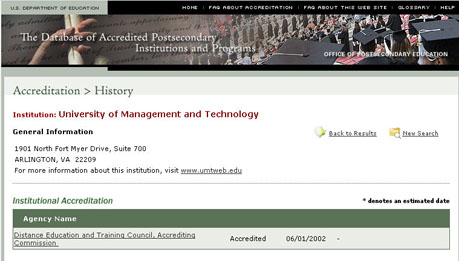 U.S. DEPARTMENT OF EDUCATION
HOME | FAQ ABOUT ACCREDITATION | FAQ ABOUT THIS WEB SITE | GLOSSARY | HELP
The Database of Accredited Postsecondary
Institutions and Programs
OFFICE OF POSTSECONDARY EDUCATION
Accreditation > History
Institution: University of Management and Technology
General Information
Back to Results
New Search
1901 North Fort Myer Drive, Suite 700
ARLINGTON, VA 22209
For more information about this institution, visit www.umtweb.edu
Institutional Accreditation
* denotes an estimated date
Agency Name
Distance Education and Training Council, Accrediting Accredited 06/01/2002 -
Commission